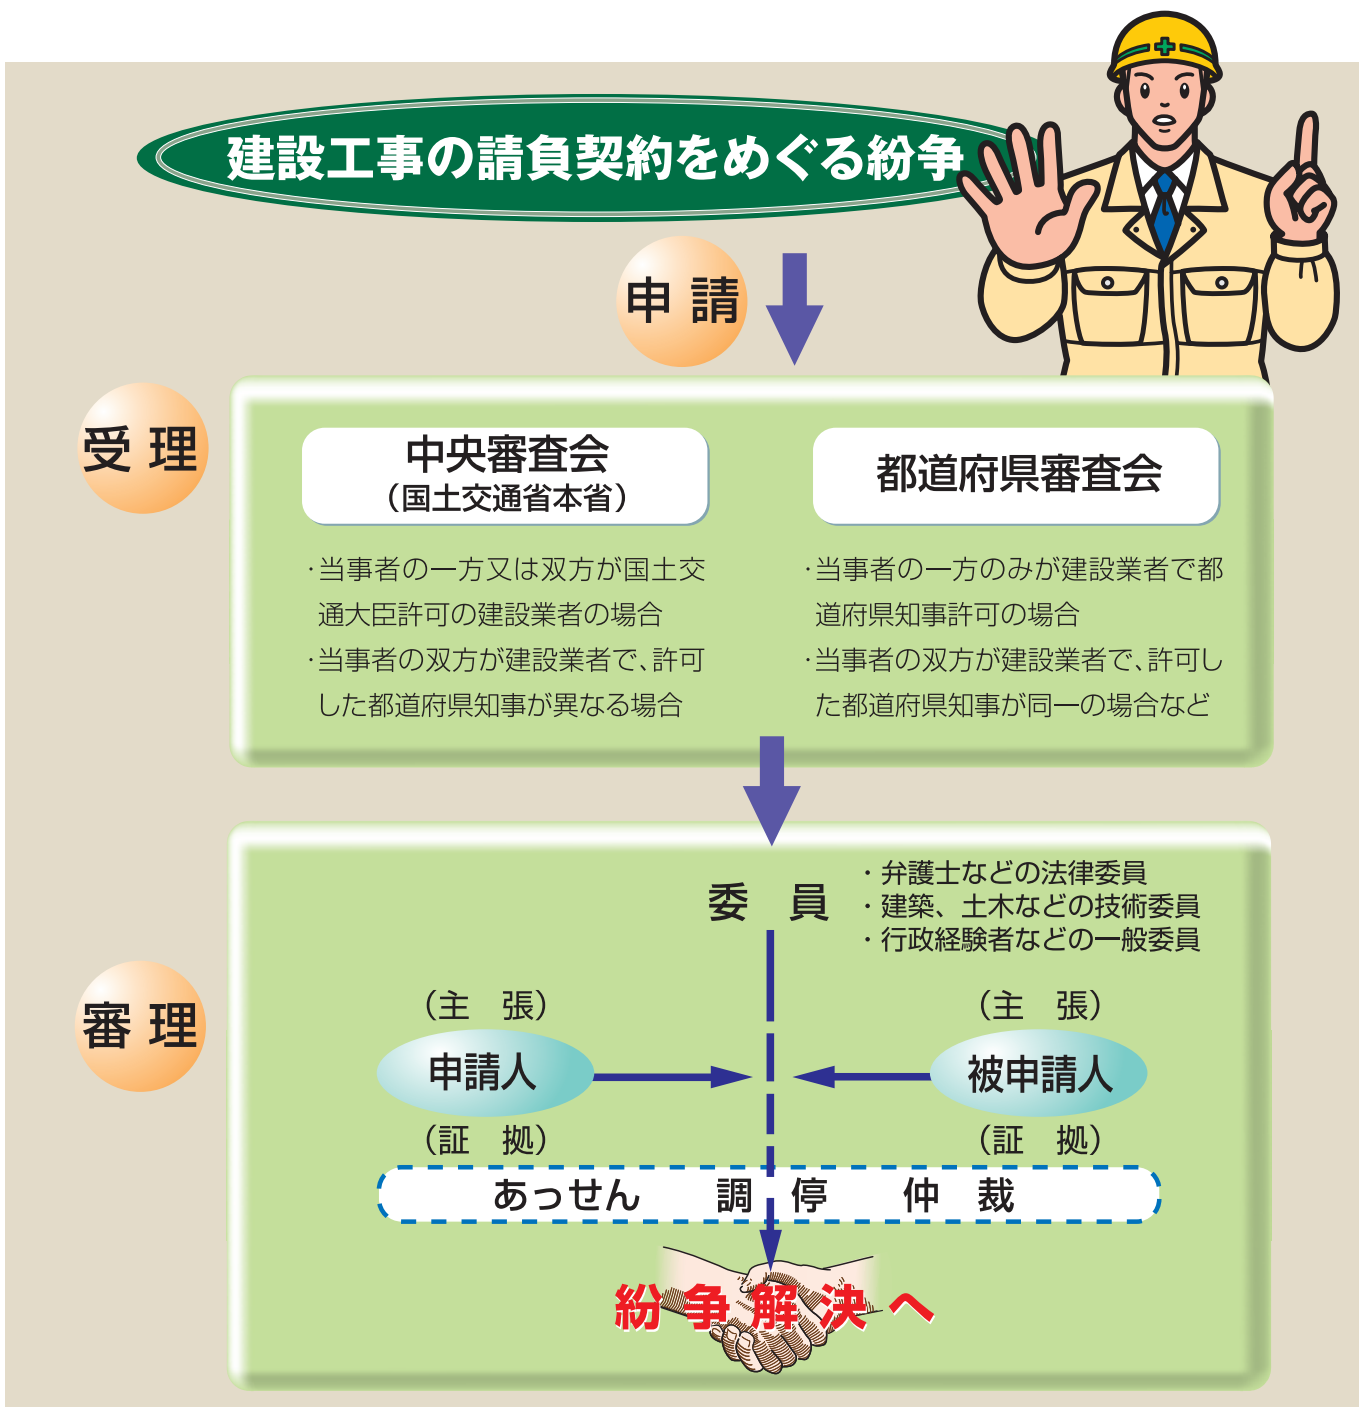 建設工事の請負契約をめぐる紛争
申請
受理
中央審査会
（国土交通省本省）
・当事者の一方又は双方が国土交
通大臣許可の建設業者の場合
・当事者の双方が建設業者で、許可
した都道府県知事が異なる場合
都道府県審査会
・当事者の一方のみが建設業者で都
道府県知事許可の場合
・当事者の双方が建設業者で、許可し
た都道府県知事が同一の場合など
審理
委　員
・弁護士などの法律委員
・建築、土木などの技術委員
・行政経験者などの一般委員
（主　張）
申請人
（証　拠）
（主　張）
被申請人
（証　拠）
あっせん　　調　停　　仲　裁
紛争解決へ